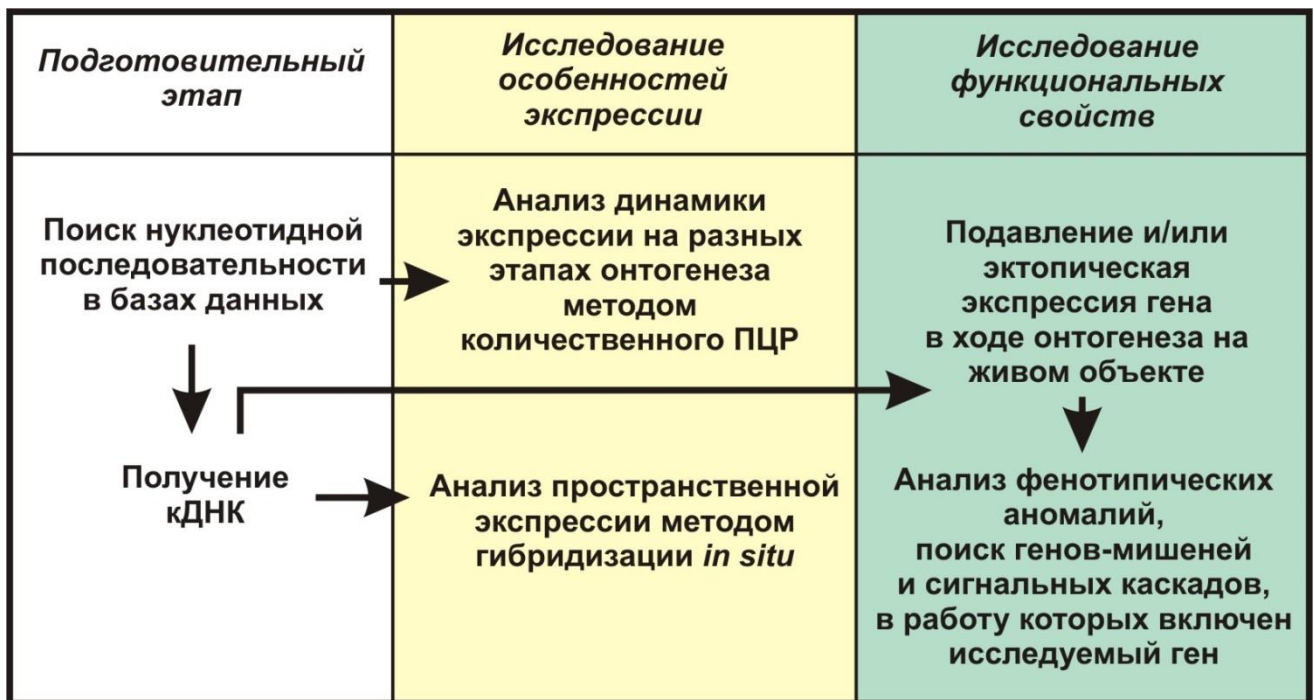 Подготовительный
этап
Исследование
особенностей
экспрессии
Исследование
функциональных
свойств
Поиск нуклеотидной
последовательности
в базах данных
Получение
кДНК
Анализ динамики
экспрессии на разных
этапах онтогенеза
методом
количественного ПЦР
Анализ пространственной
экспрессии методом
гибридизации in situ
Подавление и/или
эктопическая
экспрессия гена
в ходе онтогенеза на
живом объекте
Анализ фенотипических
аномалий,
поиск генов-мишеней
и сигнальных каскадов,
в работу которых включен
исследуемый ген